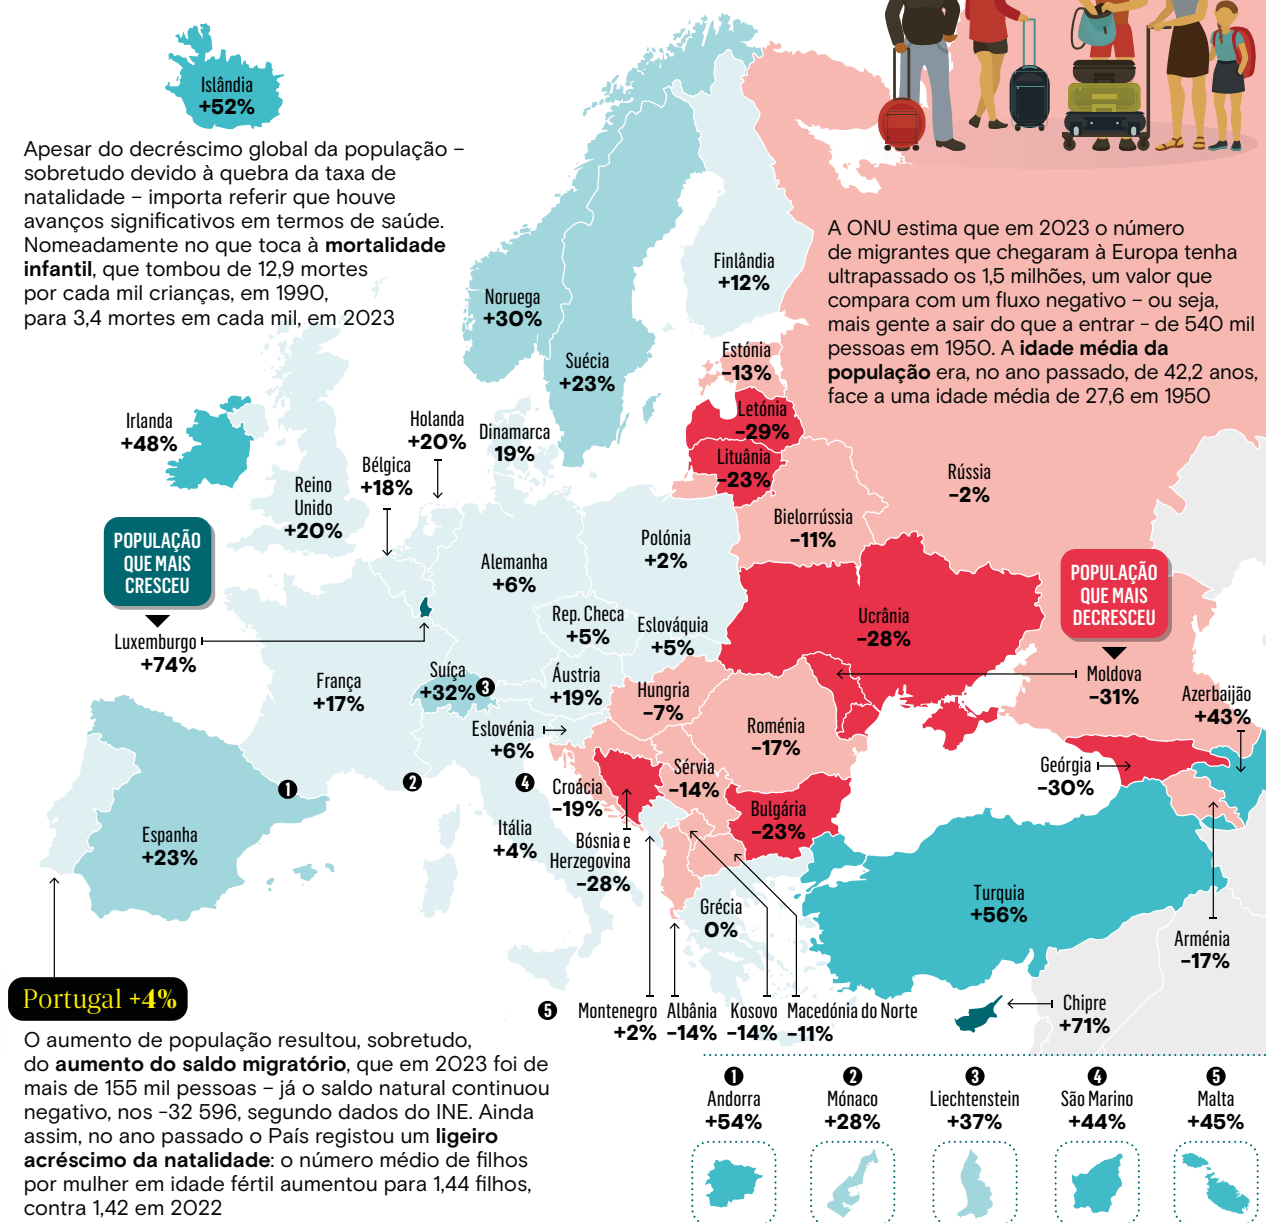 Islândia
+52%
Apesar do decréscimo global da população –
sobretudo devido à quebra da taxa de
natalidade – importa referir que houve
avanços significativos em termos de saúde.
Nomeadamente no que toca à mortalidade
infantil, que tombou de 12,9 mortes
por cada mil crianças, em 1990,
para 3,4 mortes em cada mil, em 2023
A ONU estima que em 2023 o número
de migrantes que chegaram à Europa tenha
ultrapassado os 1,5 milhões, um valor que
compara com um fluxo negativo – ou seja,
mais gente a sair do que a entrar - de 540 mil
pessoas em 1950. A idade média da
população era, no ano passado, de 42,2 anos,
face a uma idade média de 27,6 em 1950
Finlândia
+12%
Noruega
+30%
Suécia
+23%
Estónia
-13%
Letónia
-29%
Lituânia
-23%
Irlanda
+48%
Holanda
+20%
Dinamarca
19%
Bélgica
+18%
Reino
Unido
+20%
Rússia
-2%
Bielorrússia
-11%
Polónia
+2%
Alemanha
+6%
POPULAÇÃO
QUE MAIS
CRESCEU
Luxemburgo
+74%
POPULAÇÃO
QUE MAIS
DECRESCEU
Moldova
-31%
Rep. Checa
+5%
Eslováquia
+5%
Ucrânia
-28%
França
+17%
Suíça
+32%
3
Áustria
+19%
Hungria
-7%
Azerbaijão
+43%
Eslovénia
+6%
Roménia
-17%
Geórgia
-30%
1
2
4
Croácia
-19%
Sérvia
-14%
Bulgária
-23%
Espanha
+23%
Itália
+4%
Bósnia e
Herzegovina
-28%
Grécia
0%
Turquia
+56%
Arménia
-17%
5
Montenegro
+2%
Albânia
-14%
Kosovo
-14%
Macedónia do Norte
-11%
Chipre
+71%
Portugal +4%
O aumento de população resultou, sobretudo,
do aumento do saldo migratório, que em 2023 foi de
mais de 155 mil pessoas – já o saldo natural continuou
negativo, nos -32 596, segundo dados do INE. Ainda
assim, no ano passado o País registou um ligeiro
acréscimo da natalidade: o número médio de filhos
por mulher em idade fértil aumentou para 1,44 filhos,
contra 1,42 em 2022
1
Andorra
+54%
2
Mónaco
+28%
3
Liechtenstein
+37%
4
São Marino
+44%
5
Malta
+45%